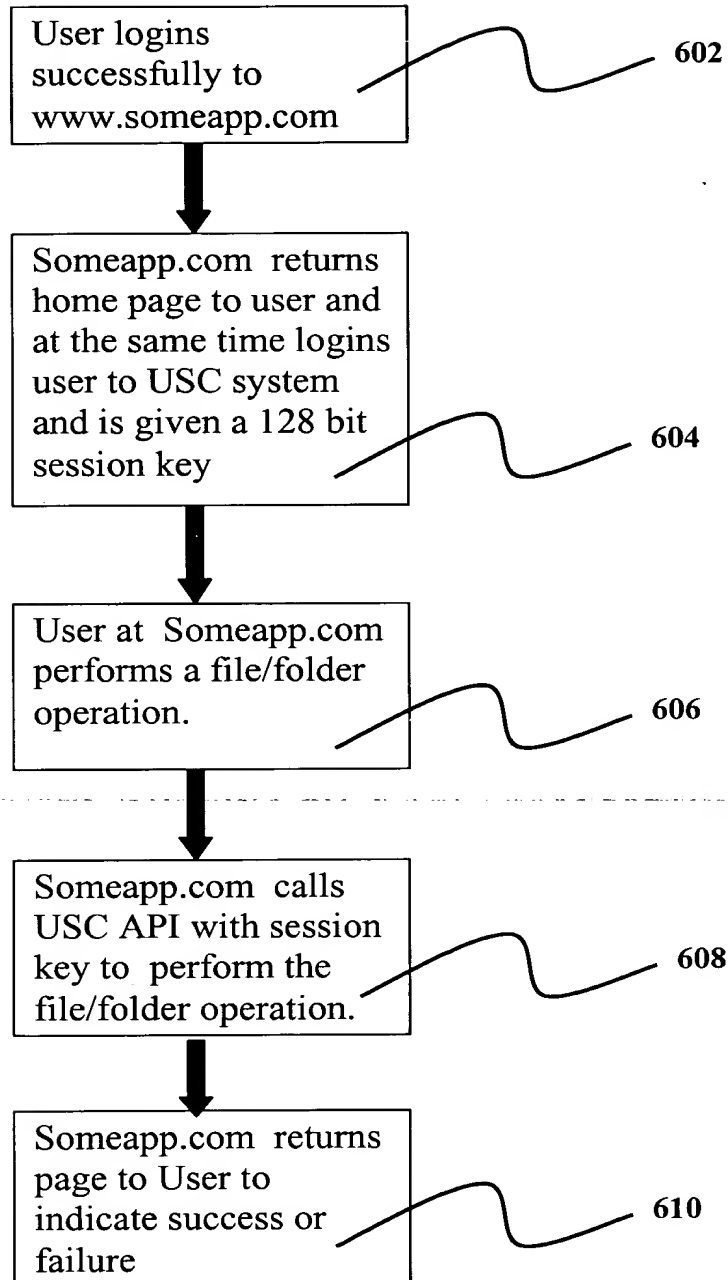 User logins
successfully to
www.someapp.com
602
Someapp.com returns
home page to user and
at the same time logins
user to USC system
and is given a 128 bit
session key
604
User at Someapp.com
performs a file/folder
operation.
606
Someapp.com calls
USC API with session
key to perform the
file/folder operation.
608
Someapp.com returns
page to User to
indicate success or
failure
610